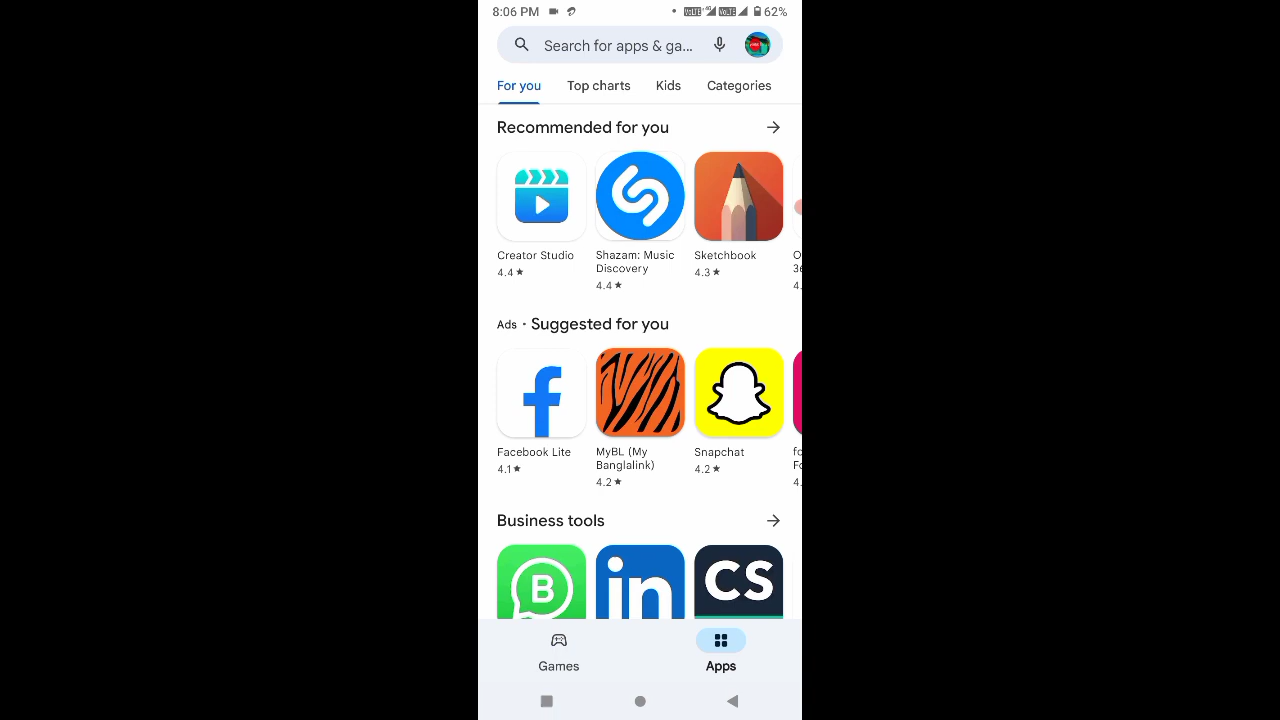 8:06 PM 62%
Search for apps & ga...
For you Top charts Kids Categories
Recommended for you
Creator Studio
4.4★
Shazam: Music
Discovery
4.4★
Sketchbook
4.3★
Ads • Suggested for you
Facebook Lite
4.1★
MyBL (My
Banglalink)
4.2★
Snapchat
4.2★
Business tools
B
in
CS
Games Apps